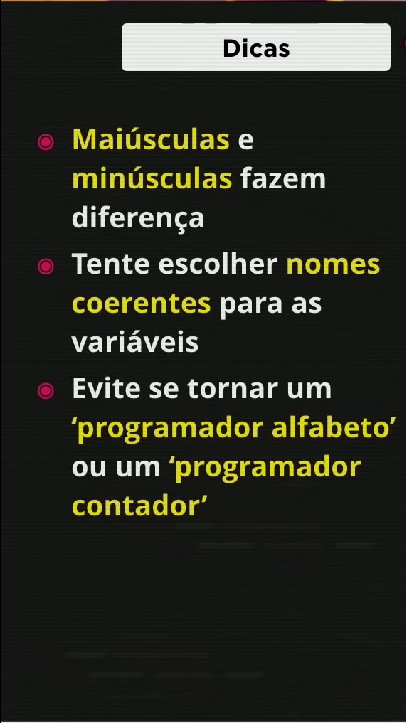 Dicas
Maiúsculas e
minúsculas fazem
diferença
Tente escolher nomes
coerentes para as
variáveis
Evite se tornar um
‘programador alfabeto’
ou um ‘programador
contador’